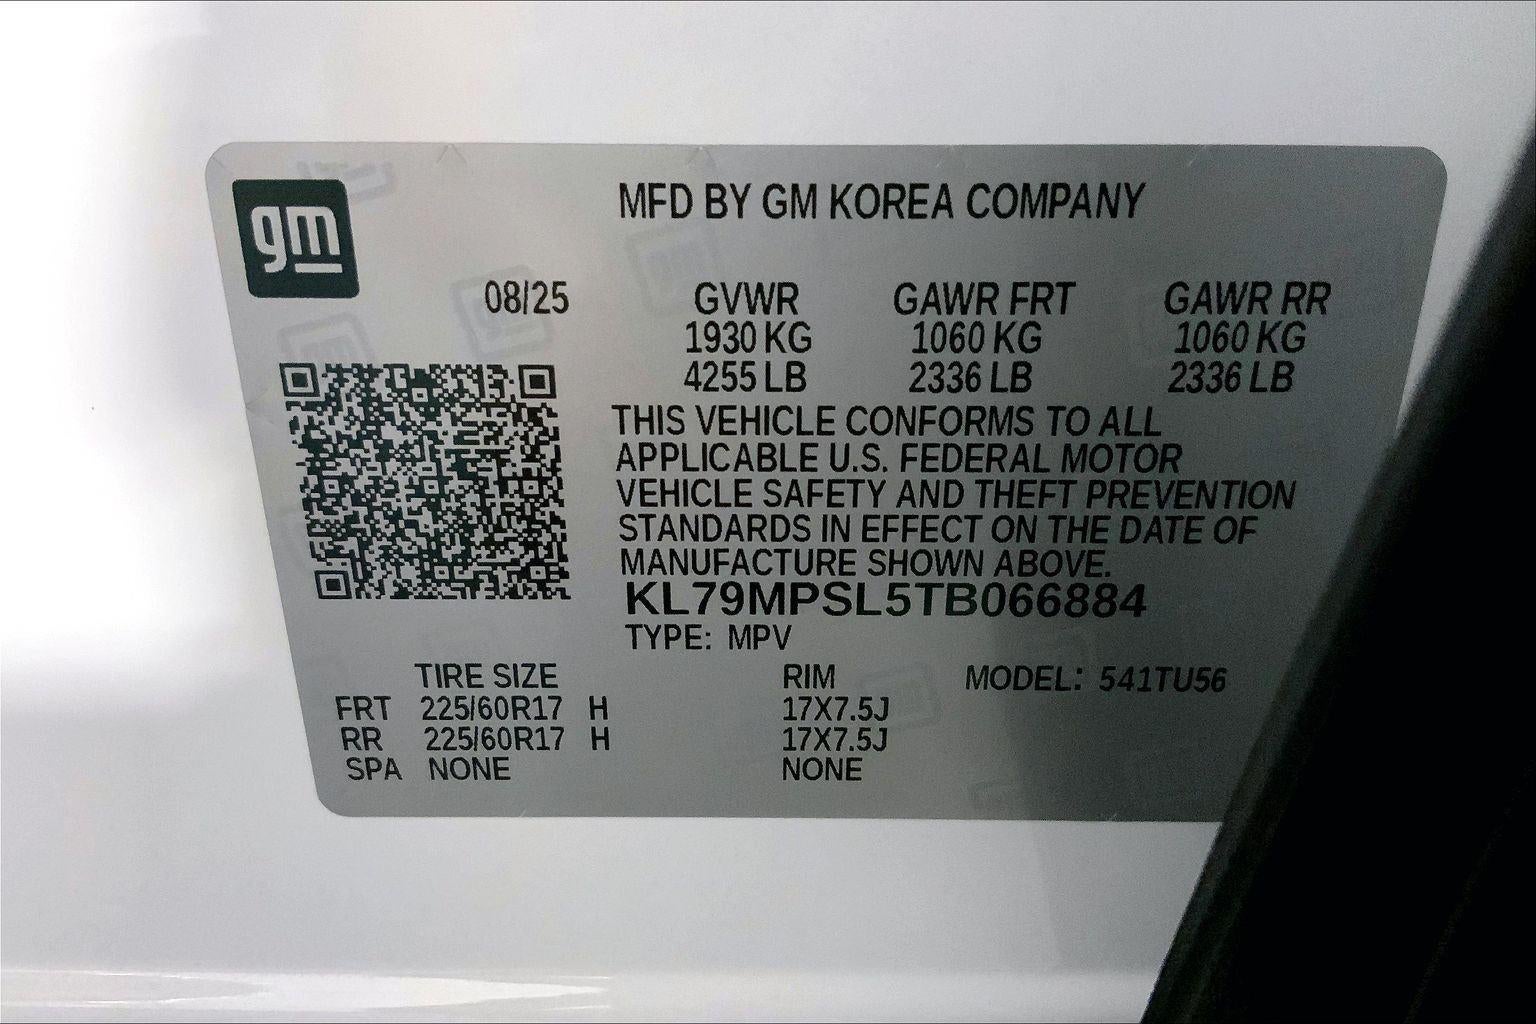 gm
MFD BY GM KOREA COMPANY
08/25 GVWR GAWR FRT GAWR RR
1930 KG 1060 KG 1060 KG
4255 LB 2336 LB 2336 LB
THIS VEHICLE CONFORMS TO ALL
APPLICABLE U.S. FEDERAL MOTOR
VEHICLE SAFETY AND THEFT PREVENTION
STANDARDS IN EFFECT ON THE DATE OF
MANUFACTURE SHOWN ABOVE.
KL79MPSL5TB066884
TYPE: MPV
TIRE SIZE RIM MODEL: 541TU56
FRT 225/60R17 H 17X7.5J
RR 225/60R17 H 17X7.5J
SPA NONE NONE